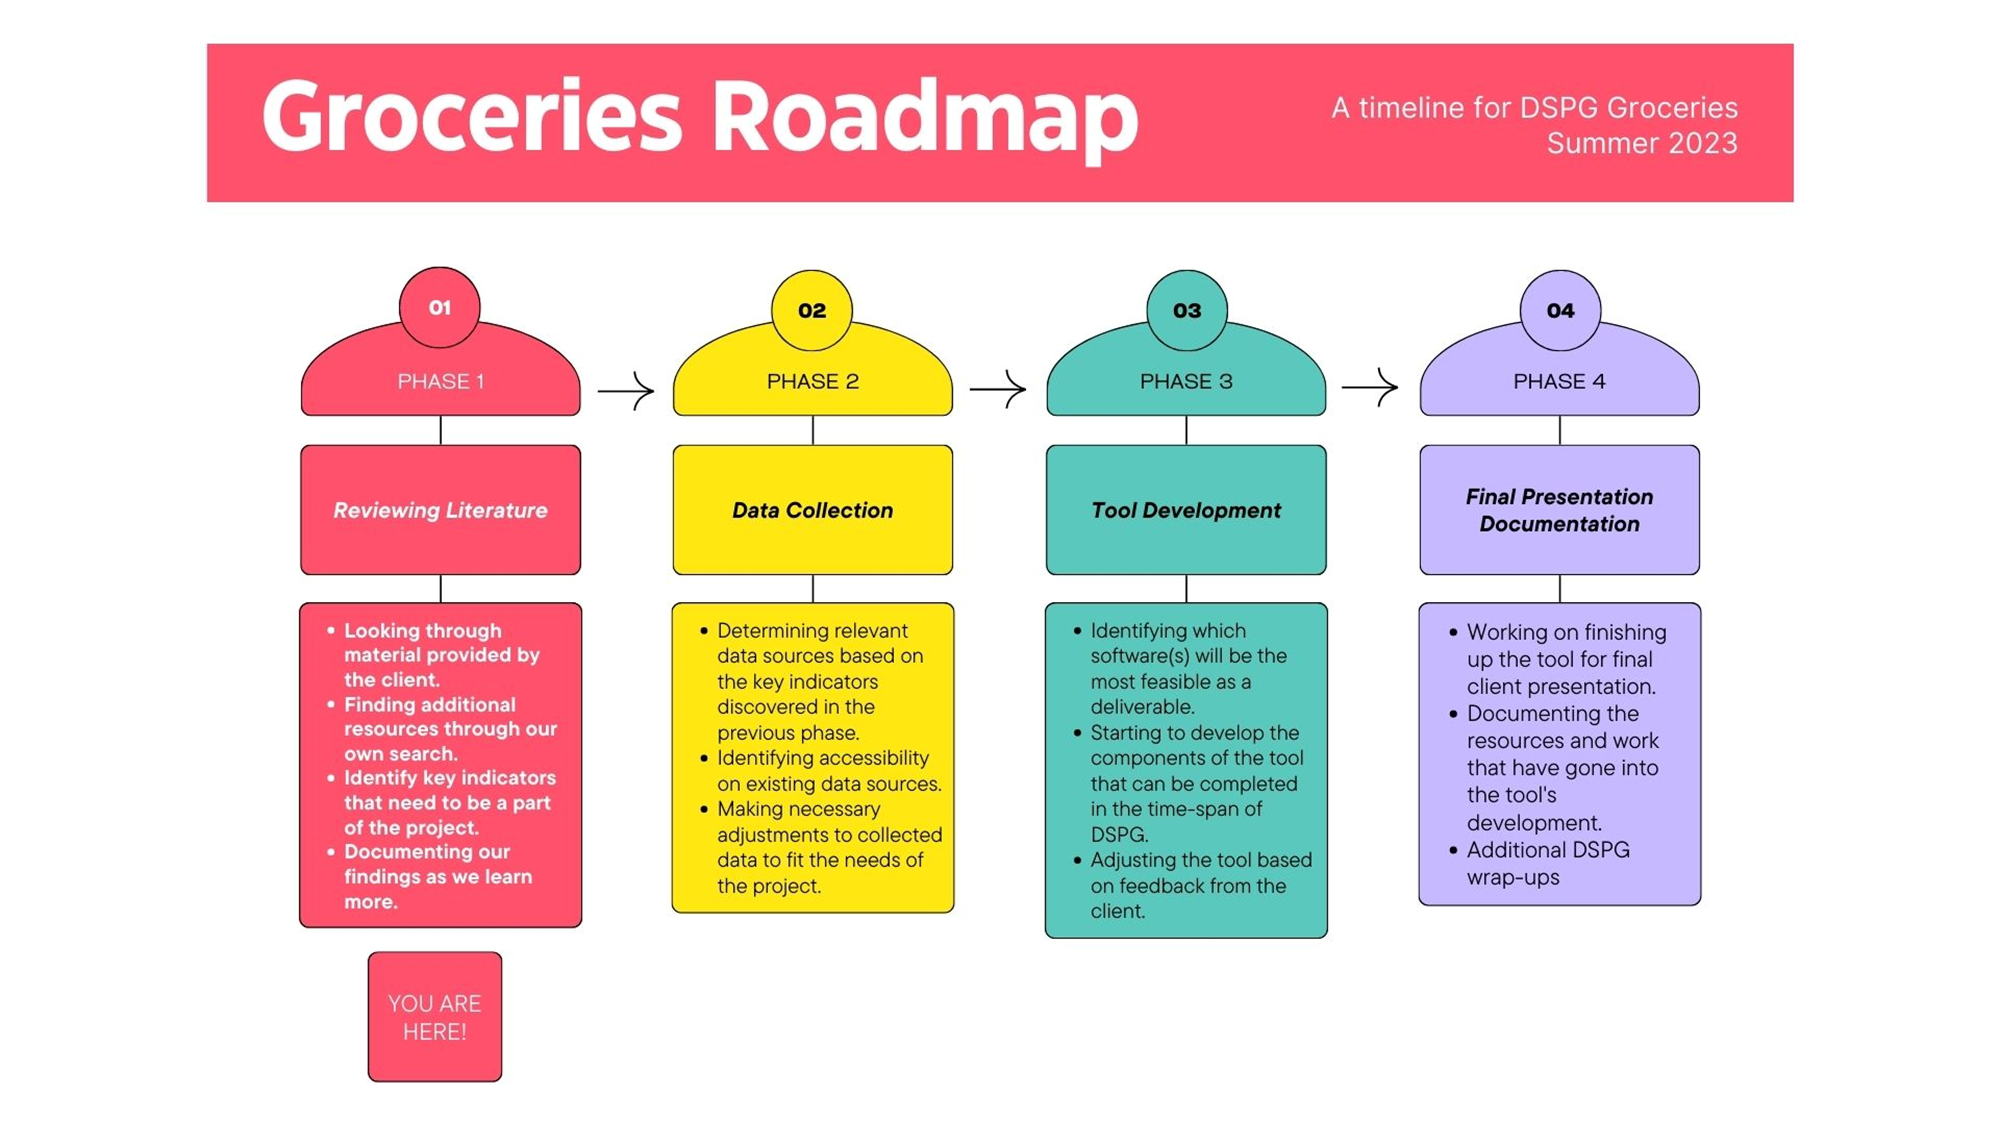 Groceries Roadmap
A timeline for DSPG Groceries
Summer 2023
01
PHASE 1
Reviewing Literature
• Looking through
material provided by
the client.
• Finding additional
resources through our
own search.
• Identify key indicators
that need to be a part
of the project.
• Documenting our
findings as we learn
more.
YOU ARE
HERE!
02
PHASE 2
Data Collection
• Determining relevant
data sources based on
the key indicators
discovered in the
previous phase.
• Identifying accessibility
on existing data sources.
• Making necessary
adjustments to collected
data to fit the needs of
the project.
03
PHASE 3
Tool Development
• Identifying which
software(s) will be the
most feasible as a
deliverable.
• Starting to develop the
components of the tool
that can be completed
in the time-span of
DSPG.
• Adjusting the tool based
on feedback from the
client.
04
PHASE 4
Final Presentation
Documentation
• Working on finishing
up the tool for final
client presentation.
• Documenting the
resources and work
that have gone into
the tool's
development.
• Additional DSPG
wrap-ups